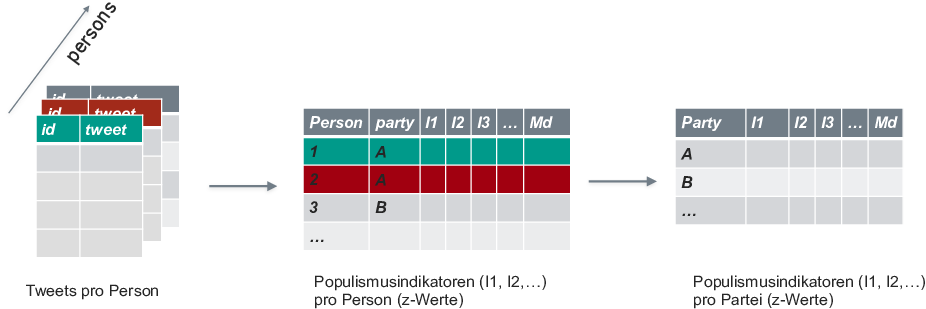 persons
id tweet
id tweet
id tweet
Tweets pro Person
Person party I1 I2 I3 ... Md
1 A
2 A
3 B
...
Populismusindikatoren (I1, I2,...)
pro Person (z-Werte)
Party I1 I2 I3 ... Md
A
B
...
Populismusindikatoren (I1, I2,...)
pro Partei (z-Werte)